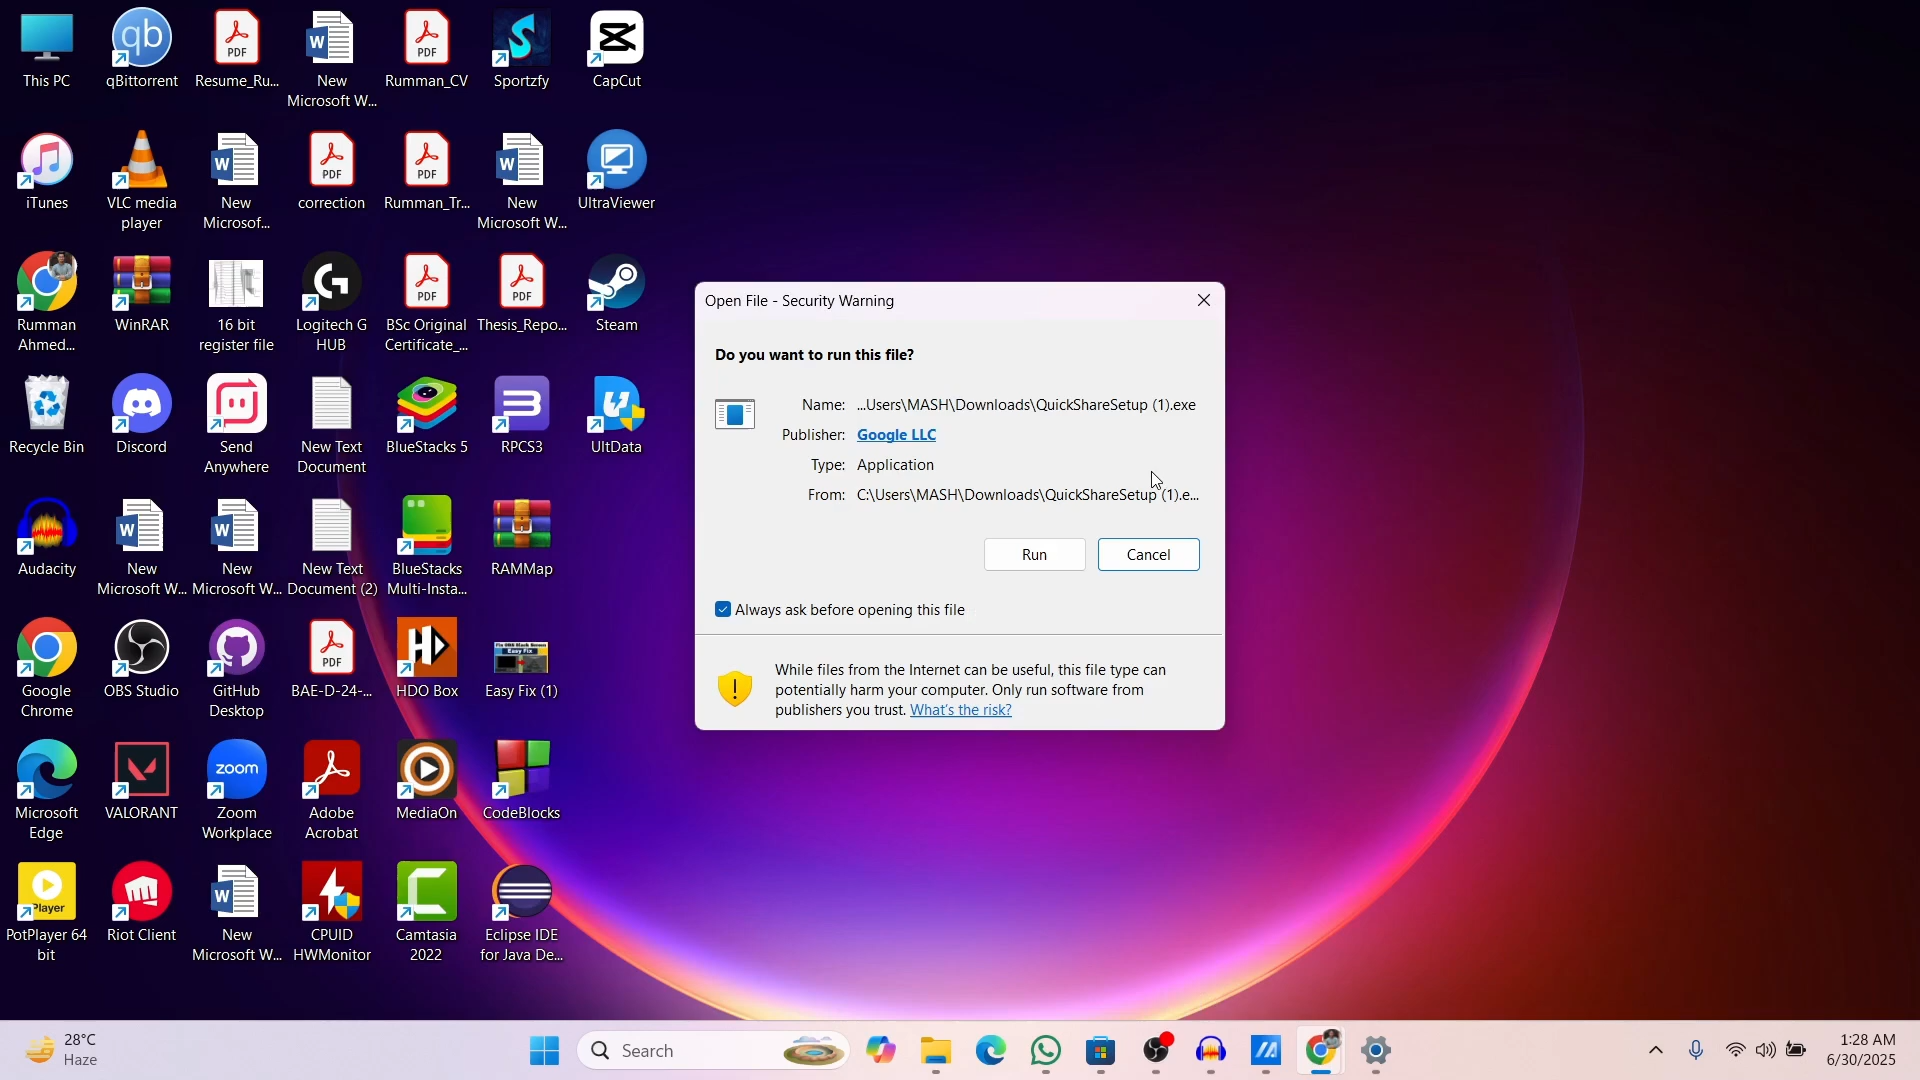 This PC
qBittorrent
Resume_Ru...
New
Microsoft W...
Rumman_CV
Sportzfy
CapCut
iTunes
VLC media
player
New
Microsof...
correction
Rumman_Tr...
New
Microsoft W...
UltraViewer
Rumman
Ahmed...
WinRAR
16 bit
register file
Logitech G
HUB
BSc Original
Certificate_...
Thesis_Repo...
Steam
Recycle Bin
Discord
Send
Anywhere
New Text
Document
BlueStacks 5
RPCS3
UltData
Audacity
New
Microsoft W...
New
Microsoft W...
New Text
Document (2)
BlueStacks
Multi-Insta...
RAMMap
Google
Chrome
OBS Studio
GitHub
Desktop
BAE-D-24-...
HDO Box
Easy Fix (1)
Microsoft
Edge
VALORANT
zoom
Zoom
Workplace
Adobe
Acrobat
MediaOn
CodeBlocks
Player
PotPlayer 64
bit
Riot Client
New
Microsoft W...
CPUID
HWMonitor
Camtasia
2022
Eclipse IDE
for Java De...
Open File - Security Warning
Do you want to run this file?
Name: ...Users\MASH\Downloads\QuickShareSetup (1).exe
Publisher: Google LLC
Type: Application
From: C:\Users\MASH\Downloads\QuickShareSetup (1).e...
Run
Cancel
Always ask before opening this file
While files from the Internet can be useful, this file type can
potentially harm your computer. Only run software from
publishers you trust. What's the risk?
28°C
Haze
Search
1:28 AM
6/30/2025